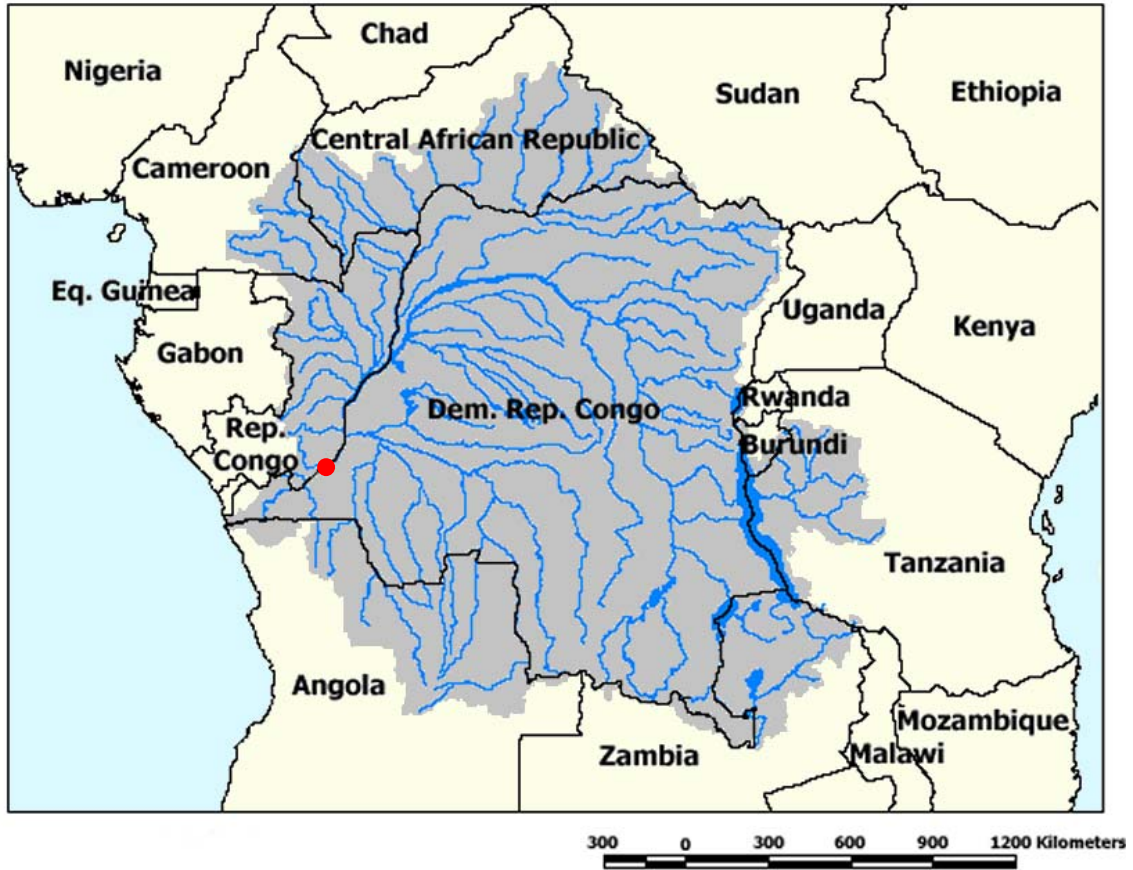 Chad
Nigeria
Sudan
Ethiopia
Central African Republic
Cameroon
Eq. Guinea
Uganda
Kenya
Gabon
Rwanda
Dem. Rep. Congo
Rep.
Congo
Burundi
Tanzania
Angola
Mozambique
Zambia
Malawi
300 0 300 600 900 1200 Kilometers